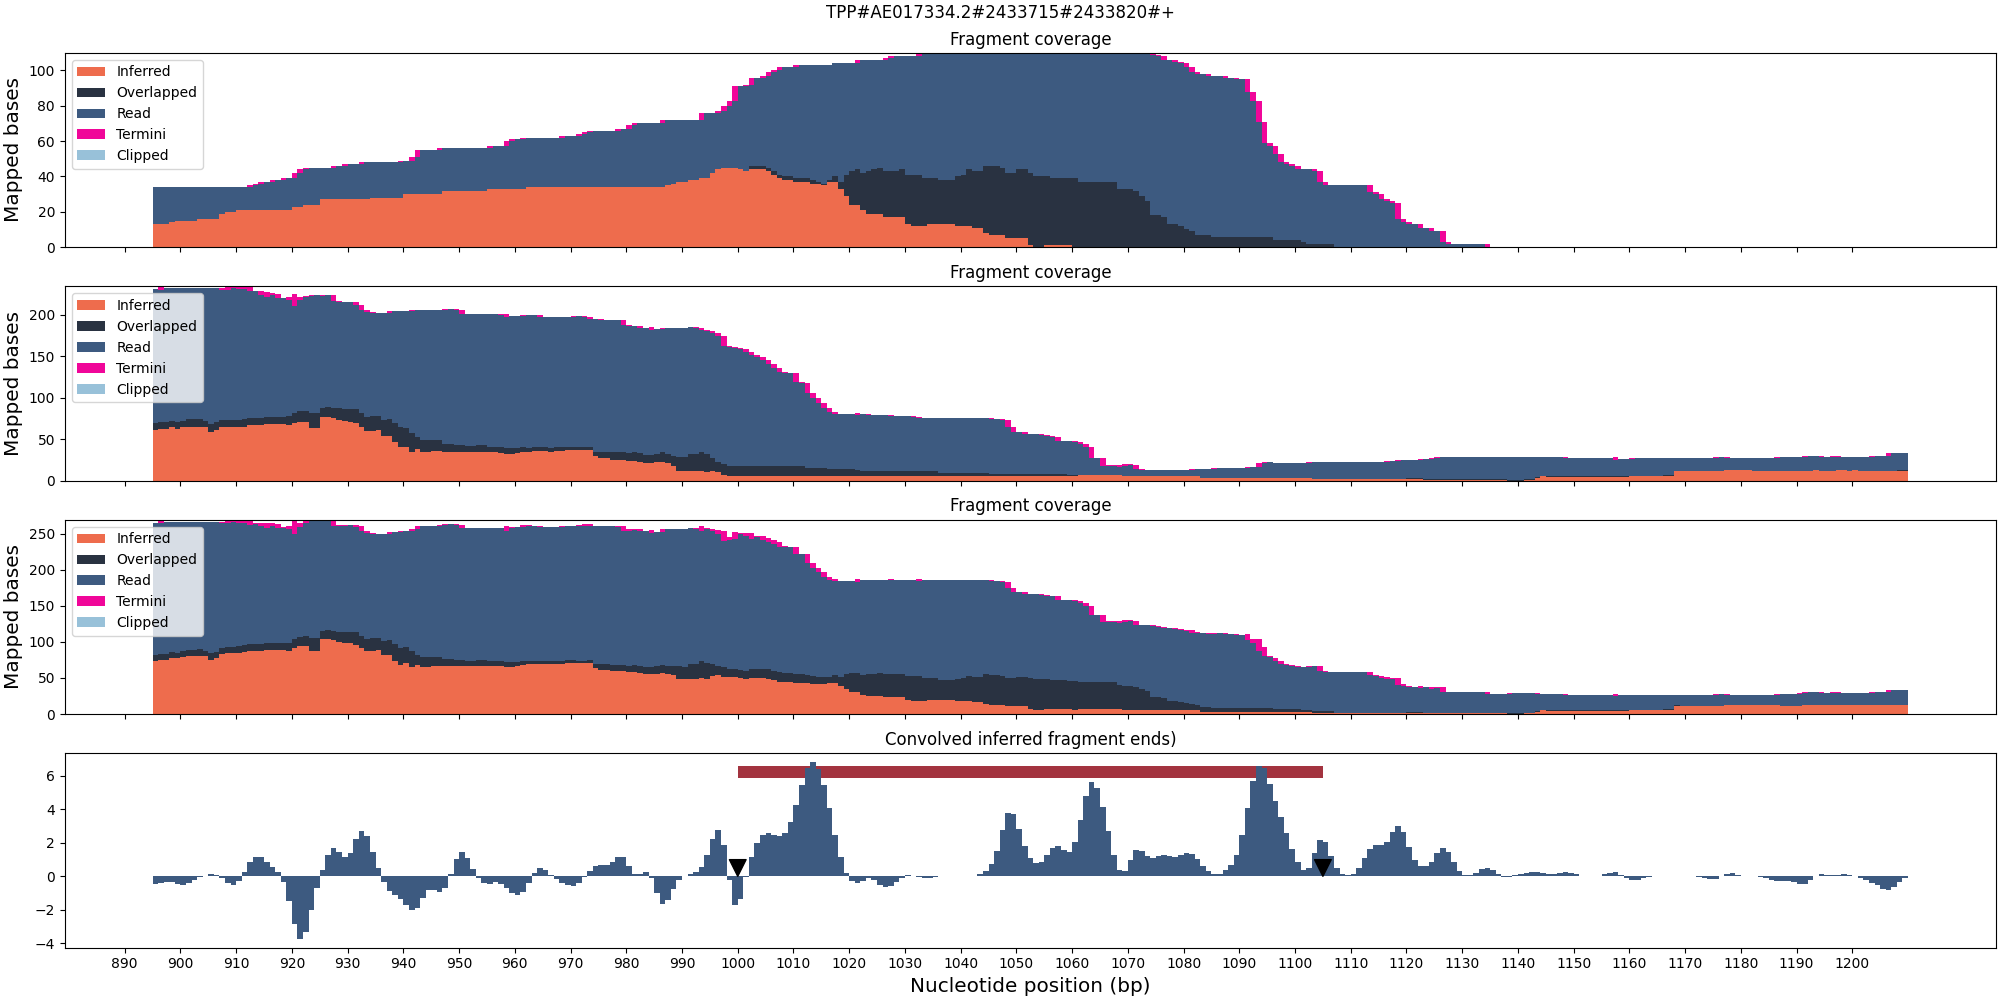 TPP#AE017334.2#2433715#2433820#+
Fragment coverage
Mapped bases
100
80
60
40
20
0
Inferred
Overlapped
Read
Termini
Clipped
Fragment coverage
Mapped bases
200
150
100
50
0
Inferred
Overlapped
Read
Termini
Clipped
Fragment coverage
Mapped bases
250
200
150
100
50
0
Inferred
Overlapped
Read
Termini
Clipped
Convolved inferred fragment ends)
6
4
2
0
−2
−4
890 900 910 920 930 940 950 960 970 980 990 1000 1010 1020 1030 1040 1050 1060 1070 1080 1090 1100 1110 1120 1130 1140 1150 1160 1170 1180 1190 1200
Nucleotide position (bp)